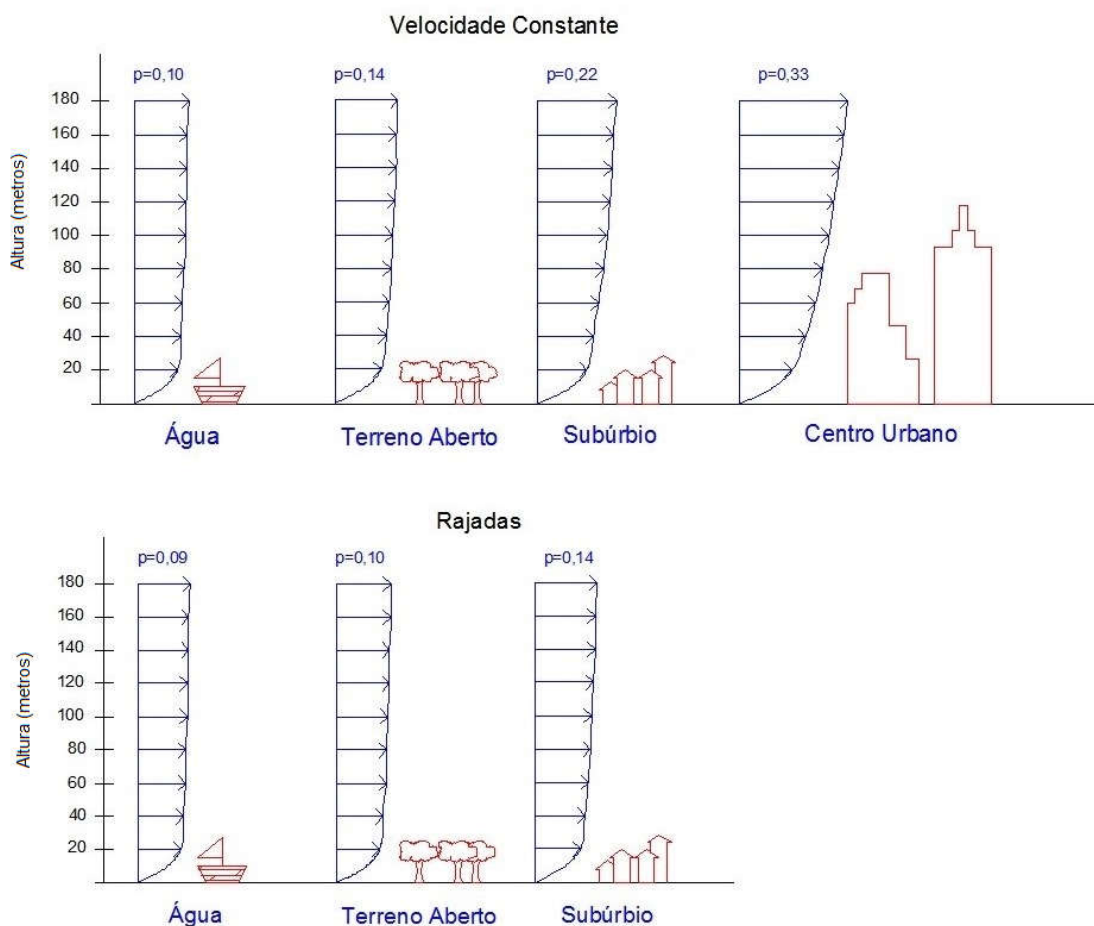 Velocidade Constante
p=0,10 p=0,14 p=0,22 p=0,33
Altura (metros)
180
160
140
120
100
80
60
40
20
Água Terreno Aberto Subúrbio Centro Urbano
Rajadas
p=0,09 p=0,10 p=0,14
Altura (metros)
180
160
140
120
100
80
60
40
20
Água Terreno Aberto Subúrbio